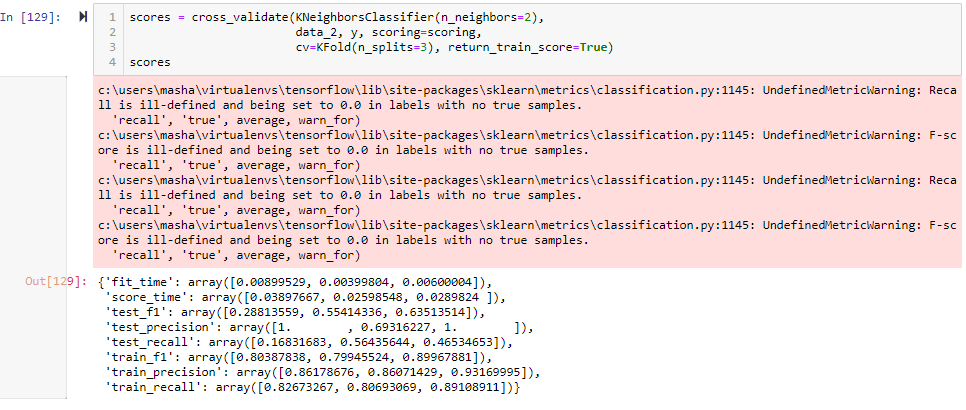 In [129]:
1 scores = cross_validate(KNeighborsClassifier(n_neighbors=2),
2 data_2, y, scoring=scoring,
3 cv=KFold(n_splits=3), return_train_score=True)
4 scores
c:\users\masha\virtualenvs\tensorflow\lib\site-packages\sklearn\metrics\classification.py:1145: UndefinedMetricWarning: Reca
ll is ill-defined and being set to 0.0 in labels with no true samples.
'recall', 'true', average, warn_for)
c:\users\masha\virtualenvs\tensorflow\lib\site-packages\sklearn\metrics\classification.py:1145: UndefinedMetricWarning: F-sc
ore is ill-defined and being set to 0.0 in labels with no true samples.
'recall', 'true', average, warn_for)
c:\users\masha\virtualenvs\tensorflow\lib\site-packages\sklearn\metrics\classification.py:1145: UndefinedMetricWarning: Reca
ll is ill-defined and being set to 0.0 in labels with no true samples.
'recall', 'true', average, warn_for)
c:\users\masha\virtualenvs\tensorflow\lib\site-packages\sklearn\metrics\classification.py:1145: UndefinedMetricWarning: F-sc
ore is ill-defined and being set to 0.0 in labels with no true samples.
'recall', 'true', average, warn_for)
Out[129]: {'fit_time': array([0.00899529, 0.00399804, 0.00600004]),
'score_time': array([0.03897667, 0.02598548, 0.0289824 ]),
'test_f1': array([0.28813559, 0.55414336, 0.63513514]),
'test_precision': array([1. , 0.69316227, 1. ]),
'test_recall': array([0.16831683, 0.56435644, 0.46534653]),
'train_f1': array([0.80387838, 0.79945524, 0.89967881]),
'train_precision': array([0.86178676, 0.86071429, 0.93169995]),
'train_recall': array([0.82673267, 0.80693069, 0.89108911])}